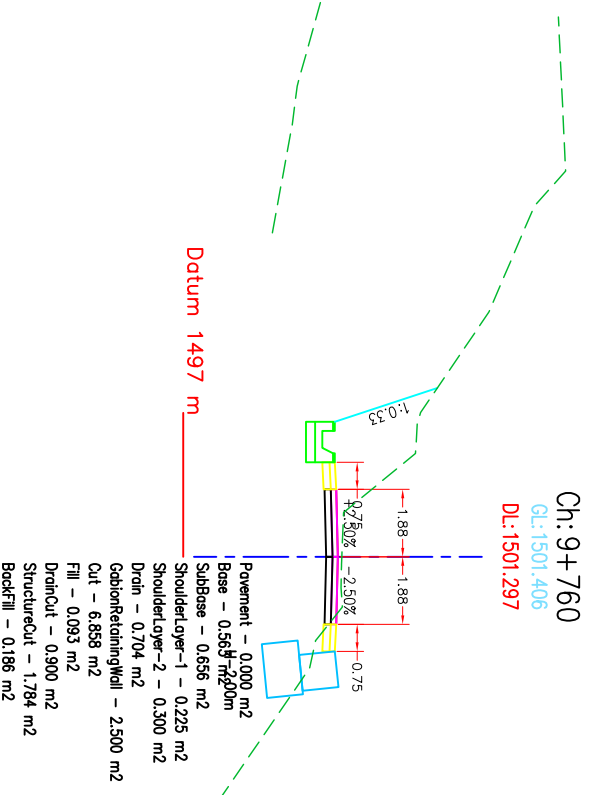 Ch: 9+760
GL:1501.406
DL:1501.297
1.88
1.88
0.75
0.75
+2.50%
-2.50%
1:0.33
Datum 1497 m
H-2.00m
Pavement - 0.000 m2
Base - 0.563 m2
SubBase - 0.656 m2
ShoulderLayer-1 - 0.225 m2
ShoulderLayer-2 - 0.300 m2
Drain - 0.704 m2
GabionRetainingWall - 2.500 m2
Cut - 6.858 m2
Fill - 0.093 m2
DrainCut - 0.900 m2
StructureCut - 1.784 m2
BackFill - 0.186 m2